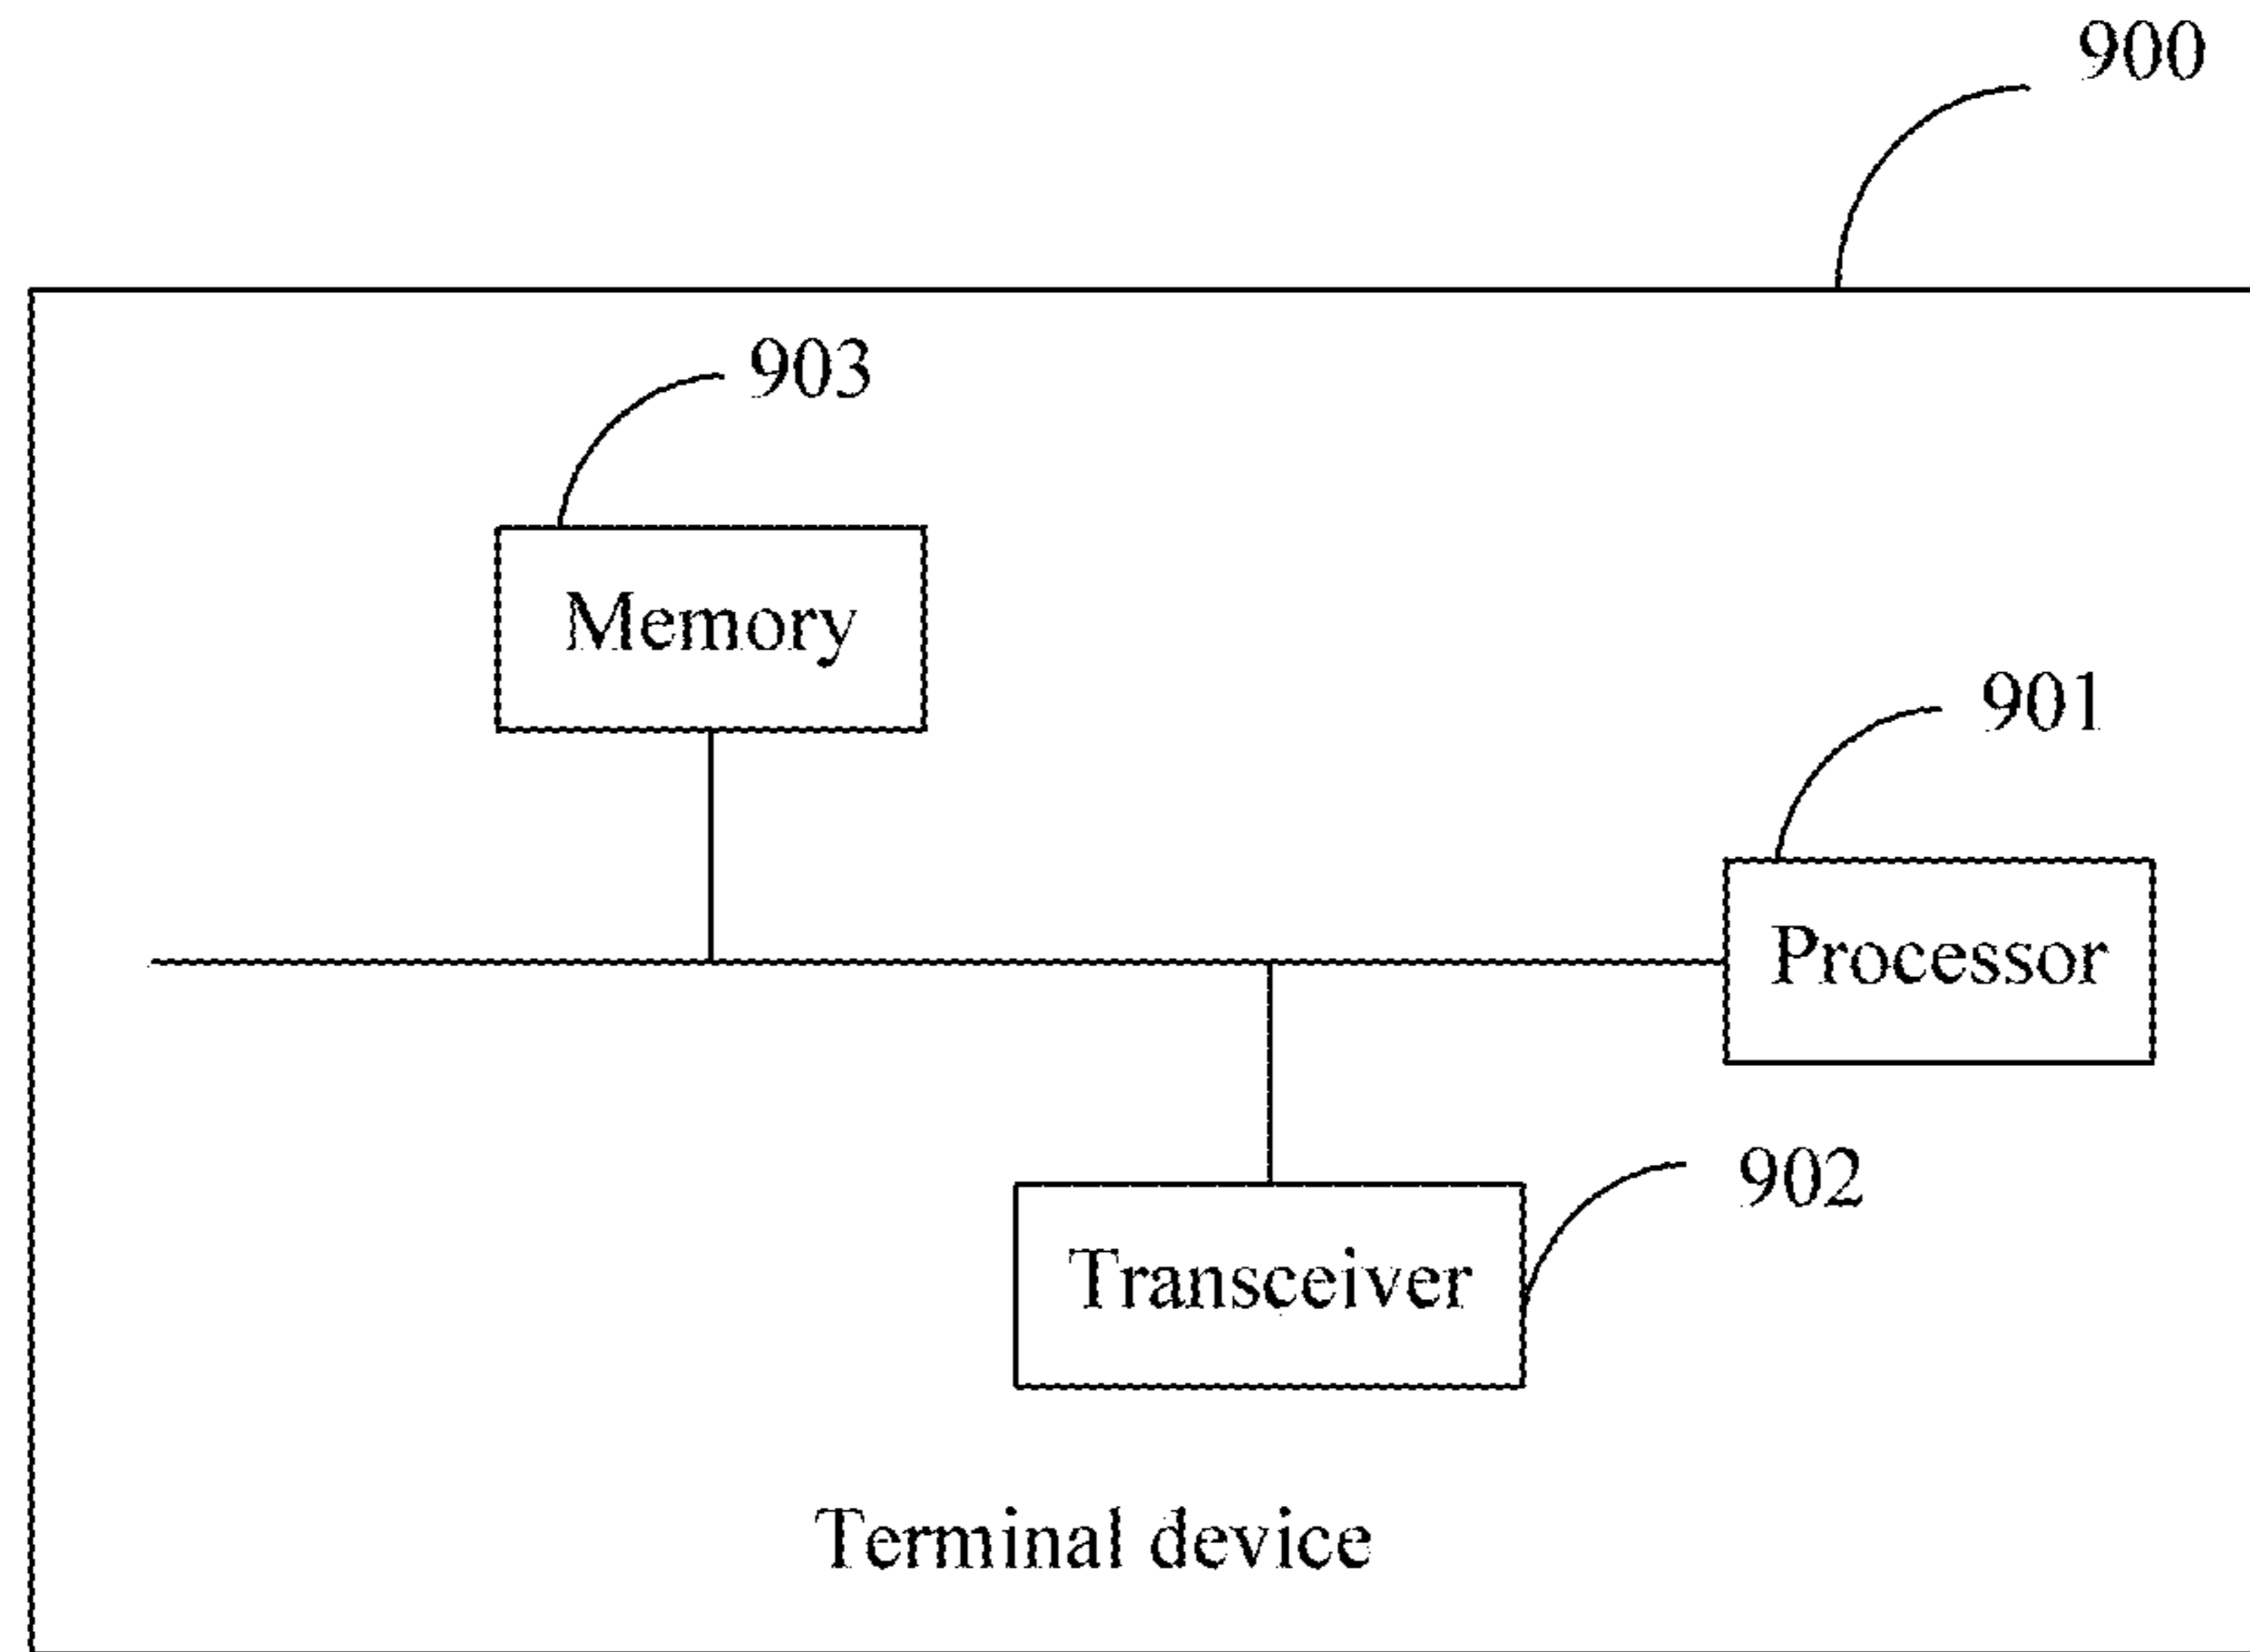 900
903
Memory
901
Processor
902
Transceiver
Terminal device